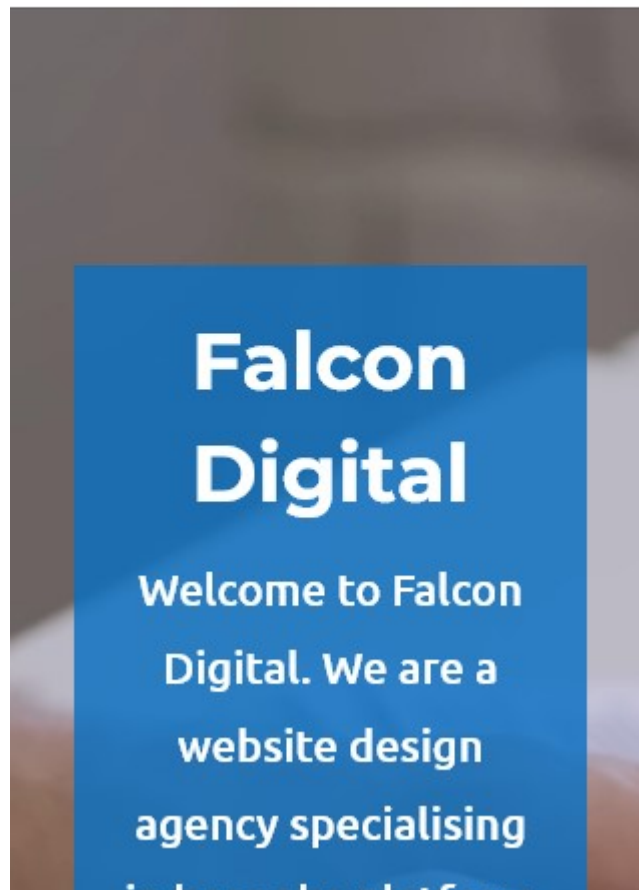 Falcon
Digital
Welcome to Falcon
Digital. We are a
website design
agency specialising